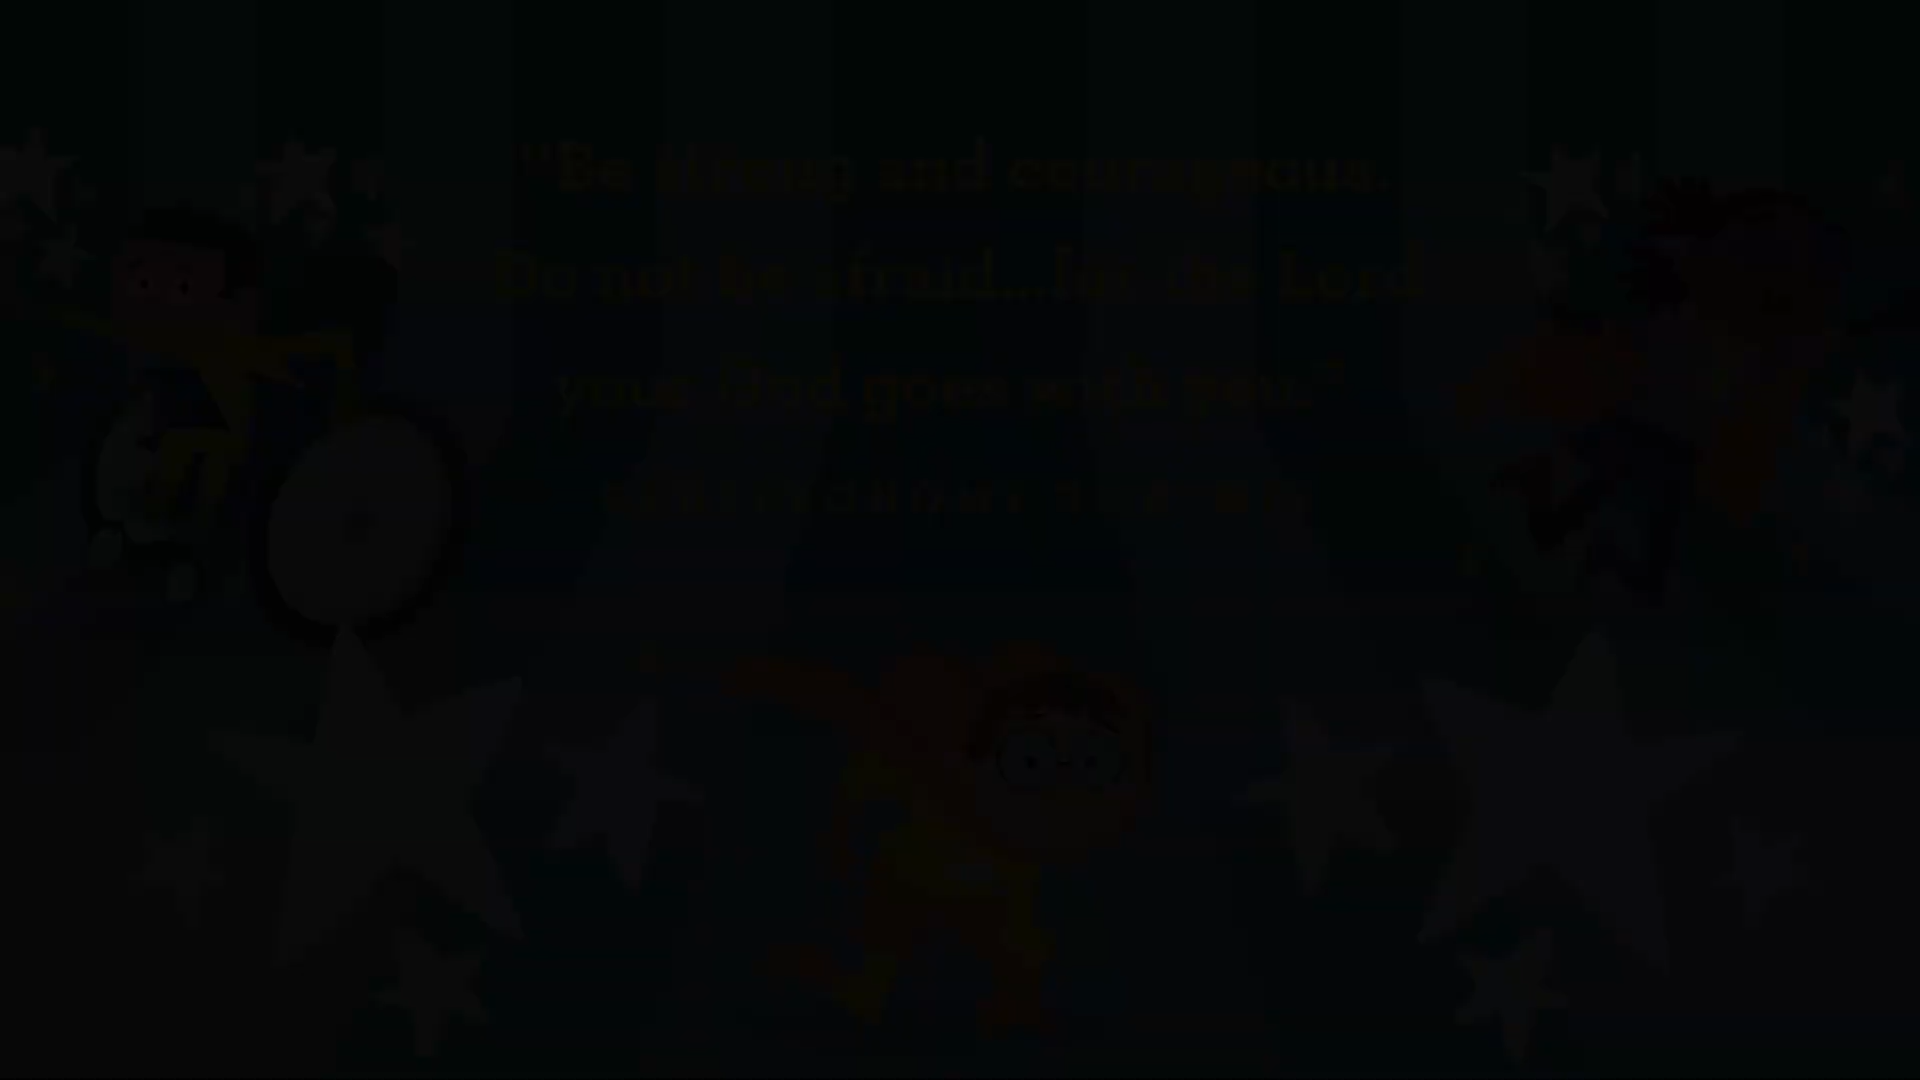 "Be strong and courageous.
Do not be afraid...for the Lord
your God goes with you."